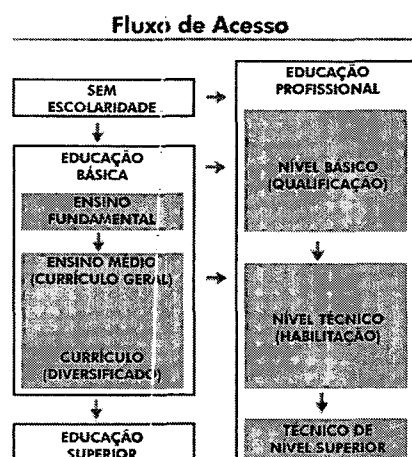 Fluxo de Acesso
SEM
ESCOLARIDADE
EDUCAÇÃO
BÁSICA
ENSINO
FUNDAMENTAL
ENSINO MÉDIO
(CURRÍCULO GERAL)
CURRÍCULO
(DIVERSIFICADO)
EDUCAÇÃO
SUPERIOR
EDUCAÇÃO
PROFISSIONAL
NÍVEL BÁSICO
(QUALIFICAÇÃO)
NÍVEL TÉCNICO
(HABILITAÇÃO)
TÉCNICO DE
NIVEL SUPERIOR